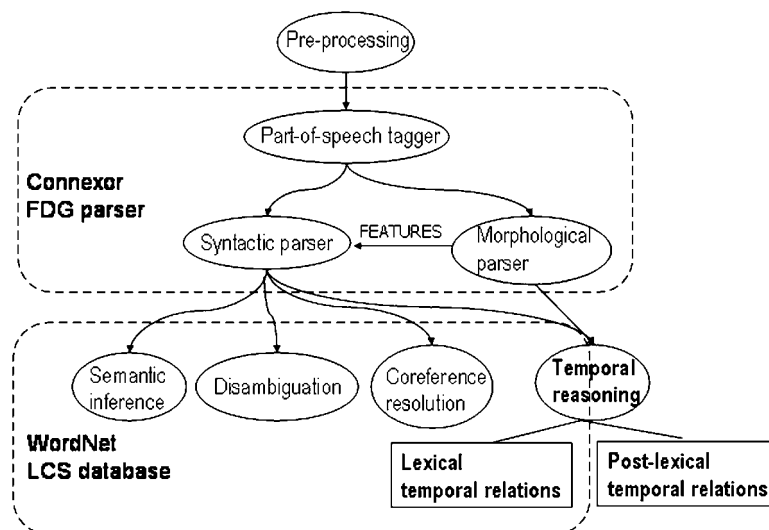 Pre-processing
Part-of-speech tagger
Connexor
FDG parser
Syntactic parser
FEATURES
Morphological
parser
Semantic
inference
Disambiguation
Coreference
resolution
Temporal
reasoning
WordNet
LCS database
Lexical
temporal relations
Post-lexical
temporal relations